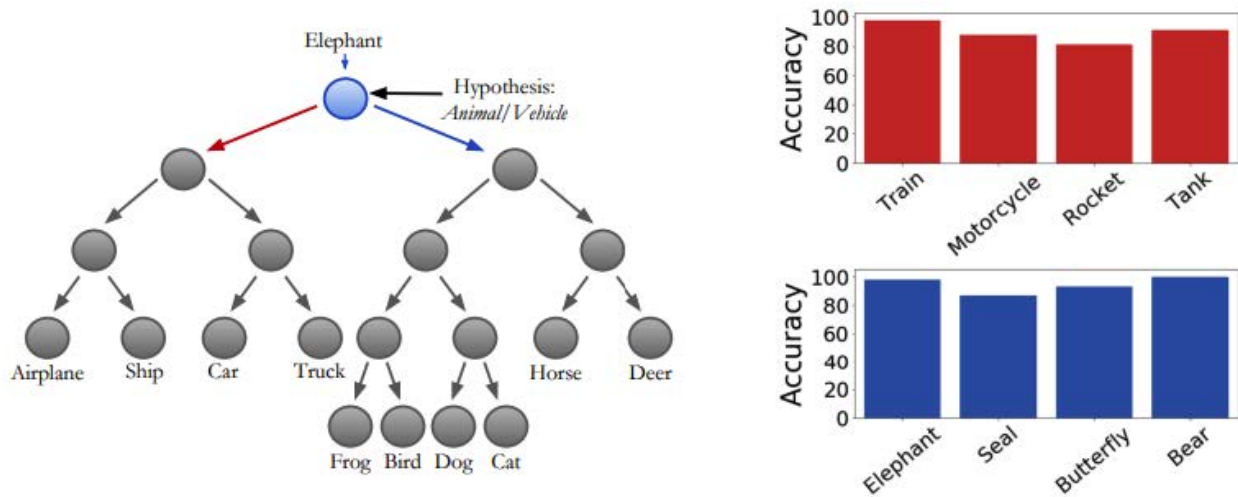 Elephant
Hypothesis:
Animal/Vehicle
Airplane Ship Car Truck Horse Deer
Frog Bird Dog Cat
Accuracy
100
80
60
40
20
0
Train Motorcycle Rocket Tank
Accuracy
100
80
60
40
20
0
Elephant Seal Butterfly Bear